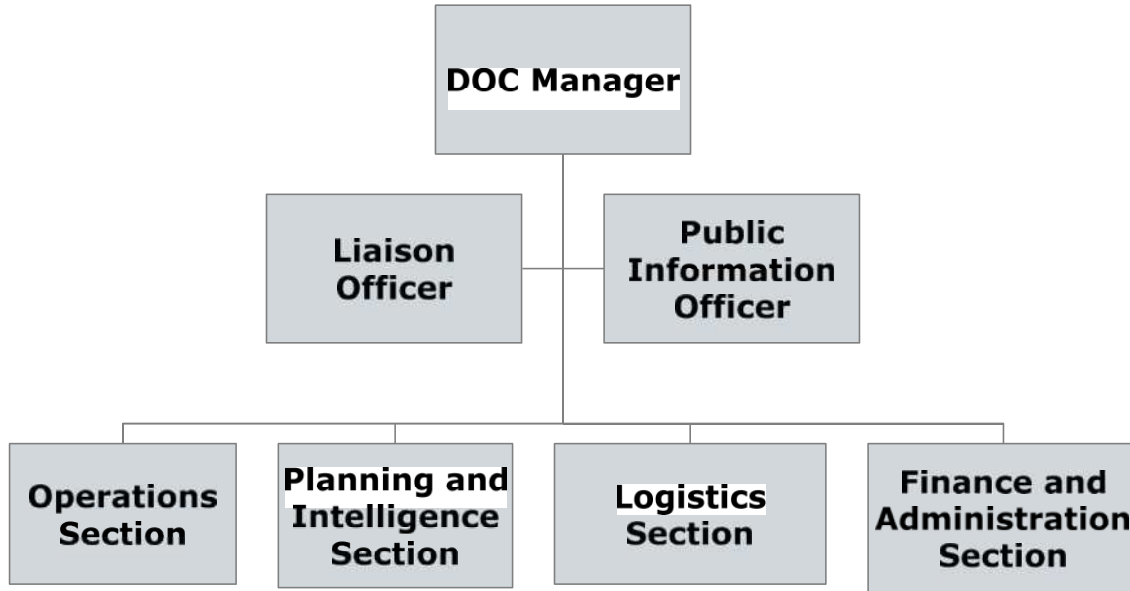 DOC Manager
Liaison
Officer
Public
Information
Officer
Operations
Section
Planning and
Intelligence
Section
Logistics
Section
Finance and
Administration
Section